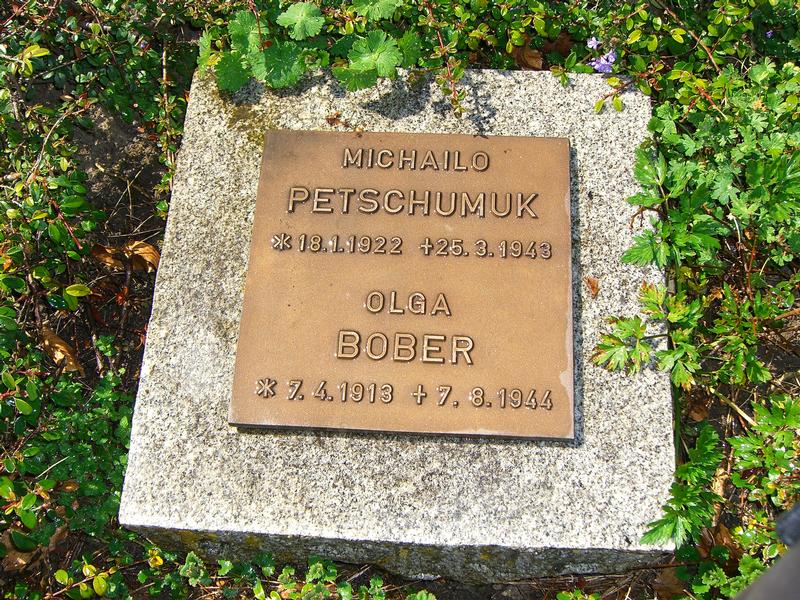 MICHAILO
PETSCHUMUK
* 18.1.1922 +25.3.1943
OLGA
BOBER
* 7.4.1913 + 7.8.1944